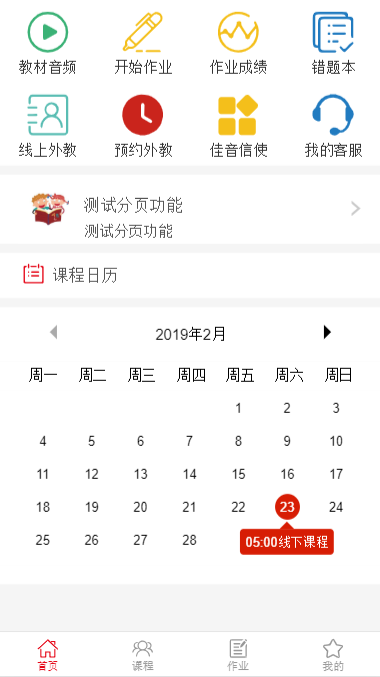 教材音频 开始作业 作业成绩 错题本
线上外教 预约外教 佳音信使 我的客服
测试分页功能
测试分页功能
课程日历
2019年2月
周一 周二 周三 周四 周五 周六 周日
1 2 3
4 5 6 7 8 9 10
11 12 13 14 15 16 17
18 19 20 21 22 23 24
25 26 27 28
05:00线下课程
首页 课程 作业 我的